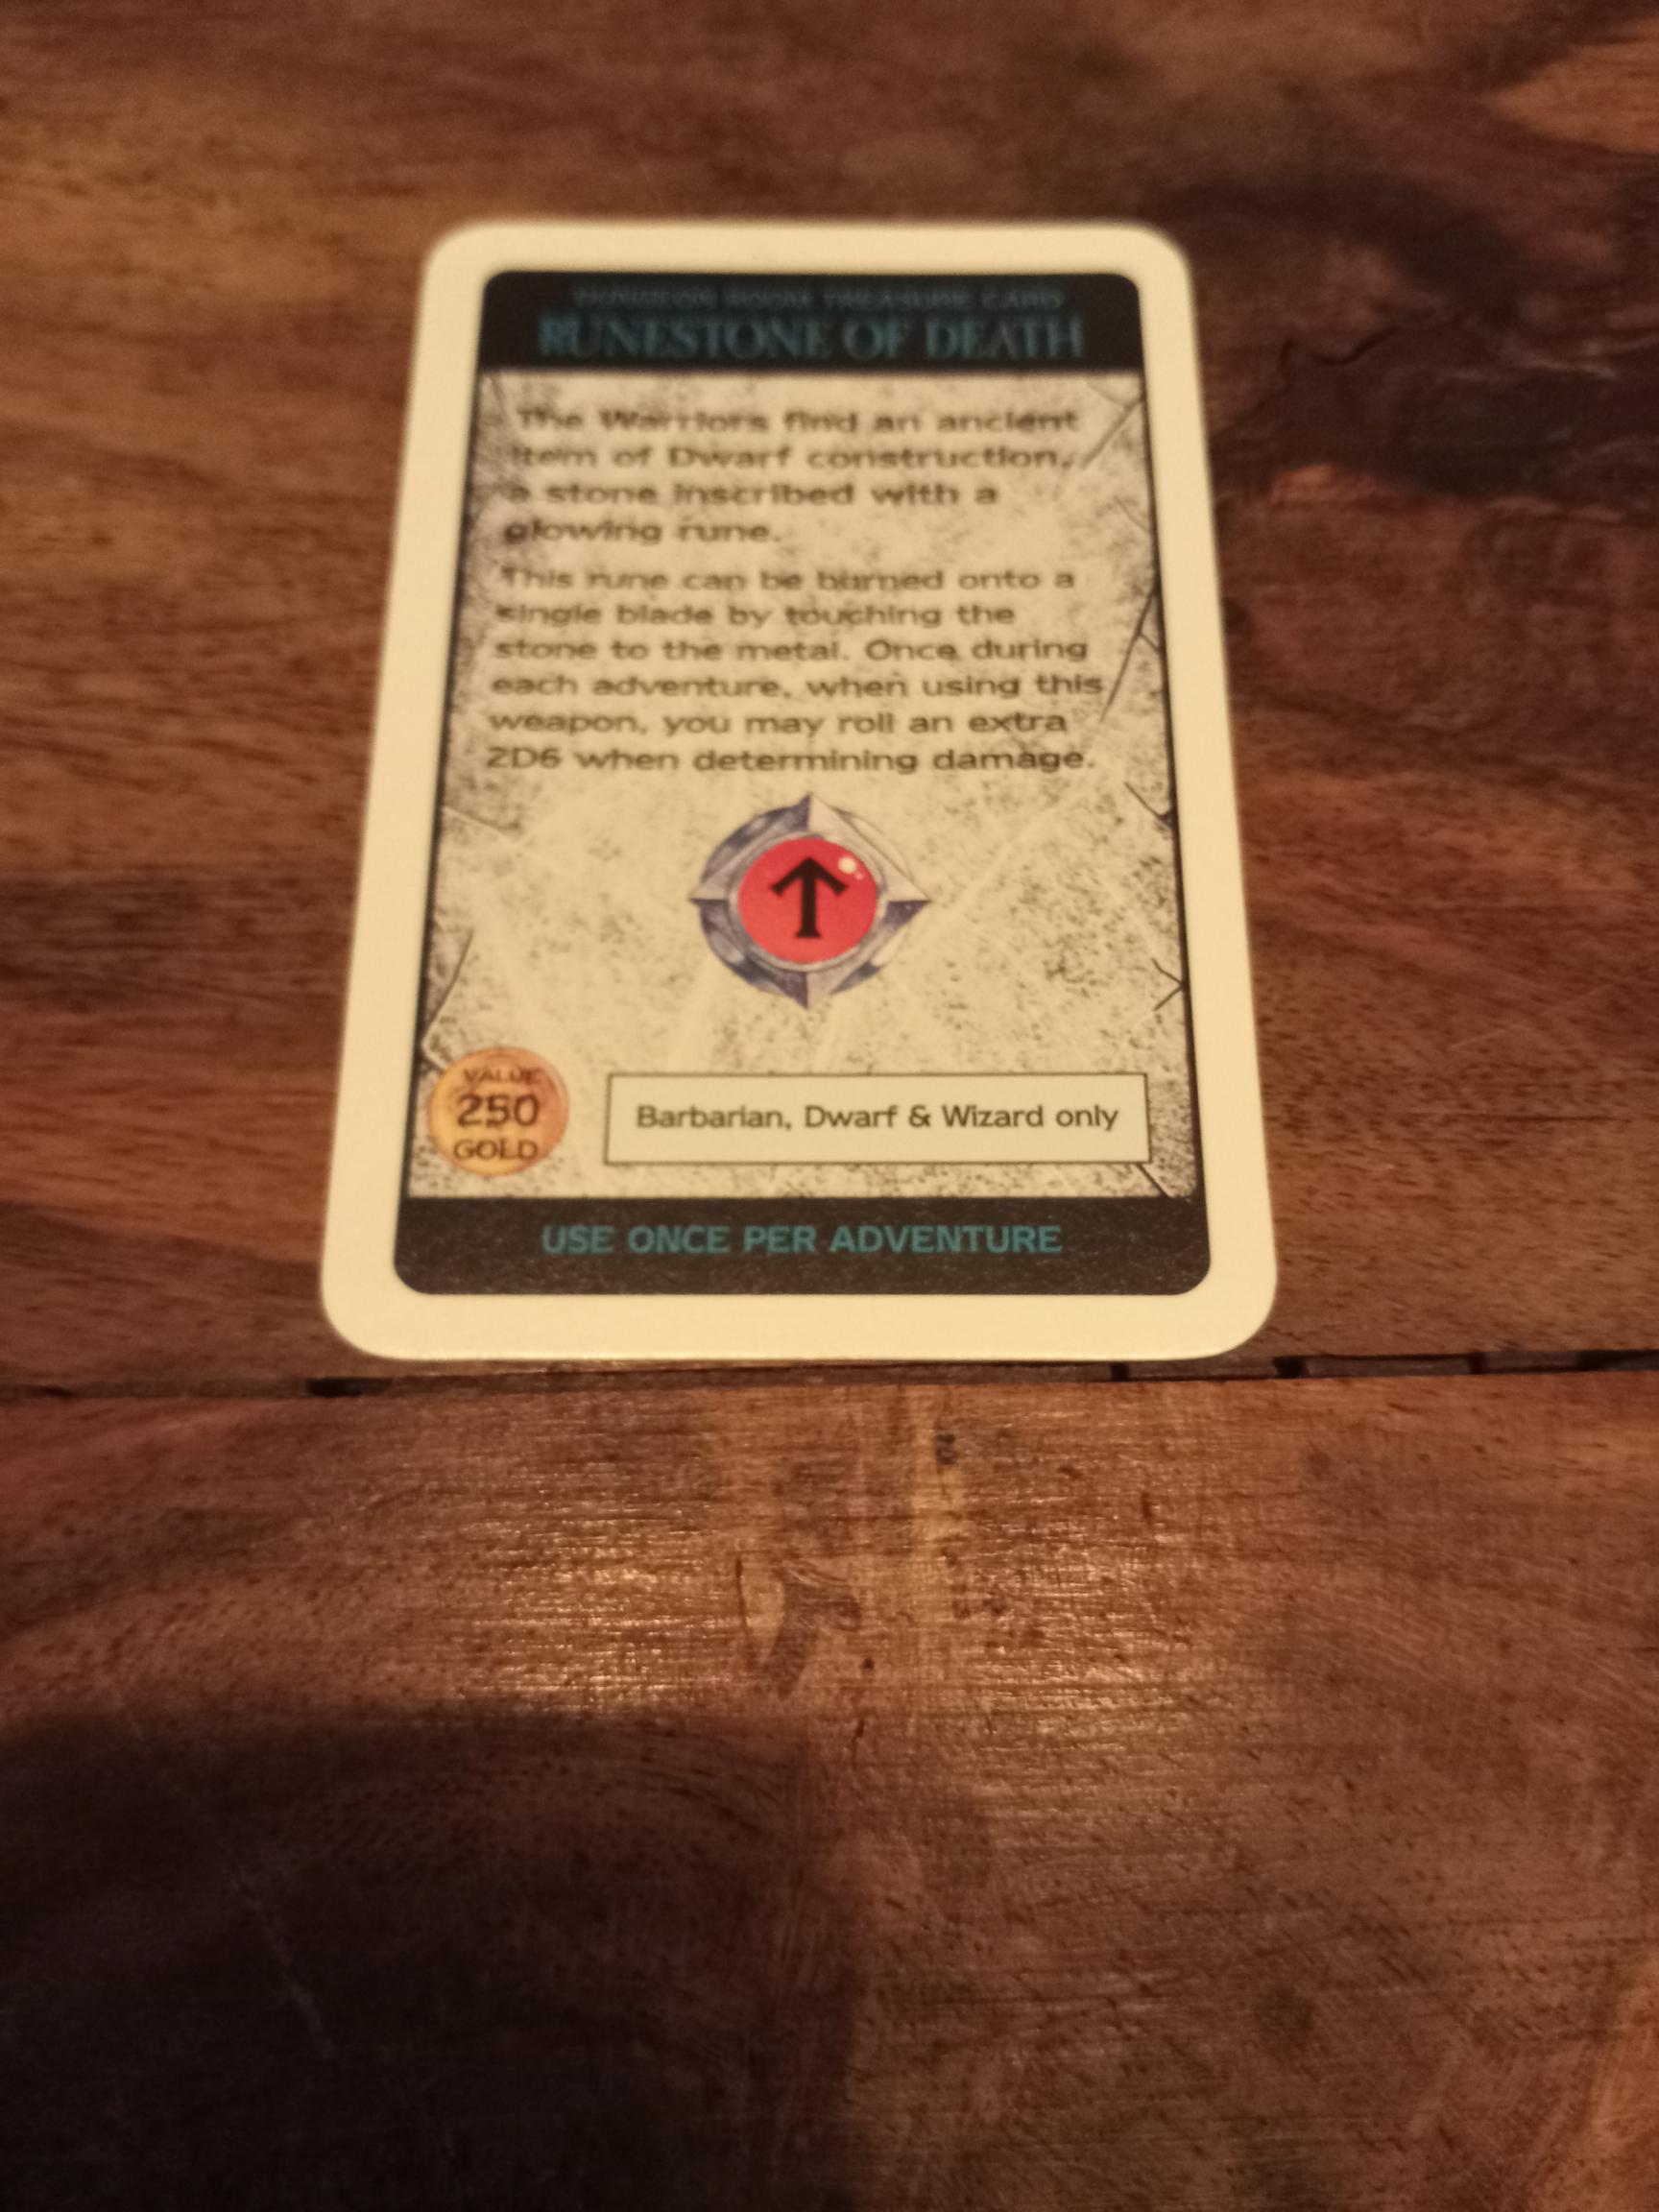 DUNGEON ROOM TREASURE CARD
RUNESTONE OF DEATH
The Warriors find an ancient
item of Dwarf construction,
a stone inscribed with a
glowing rune.
This rune can be burned onto a
single blade by touching the
stone to the metal. Once during
each adventure, when using this
weapon, you may roll an extra
2D6 when determining damage.
VALUE
250
GOLD
Barbarian, Dwarf & Wizard only
USE ONCE PER ADVENTURE